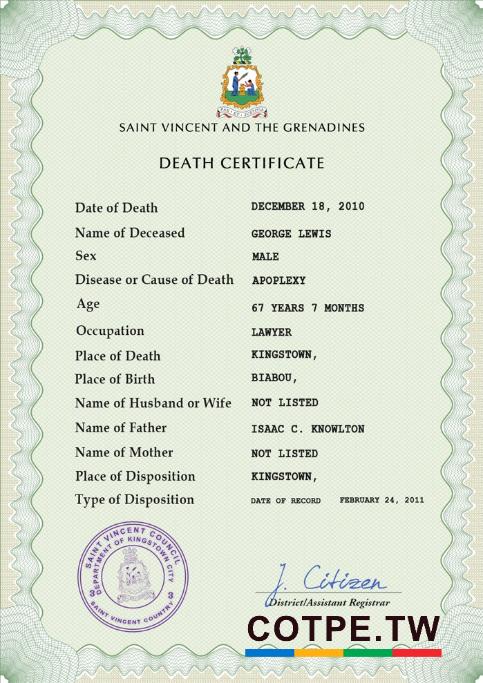 SAINT VINCENT AND THE GRENADINES
DEATH CERTIFICATE
Date of Death DECEMBER 18, 2010
Name of Deceased GEORGE LEWIS
Sex MALE
Disease or Cause of Death APOPLEXY
Age 67 YEARS 7 MONTHS
Occupation LAWYER
Place of Death KINGSTOWN,
Place of Birth BIABOU,
Name of Husband or Wife NOT LISTED
Name of Father ISAAC C. KNOWLTON
Name of Mother NOT LISTED
Place of Disposition KINGSTOWN,
Type of Disposition DATE OF RECORD FEBRUARY 24, 2011
SAINT VINCENT COUNCIL
DEPARTMENT OF KINGSTOWN CITY
3 3
SAINT VINCENT COUNTRY
J. Citizen
District/Assistant Registrar
COTPE.TW